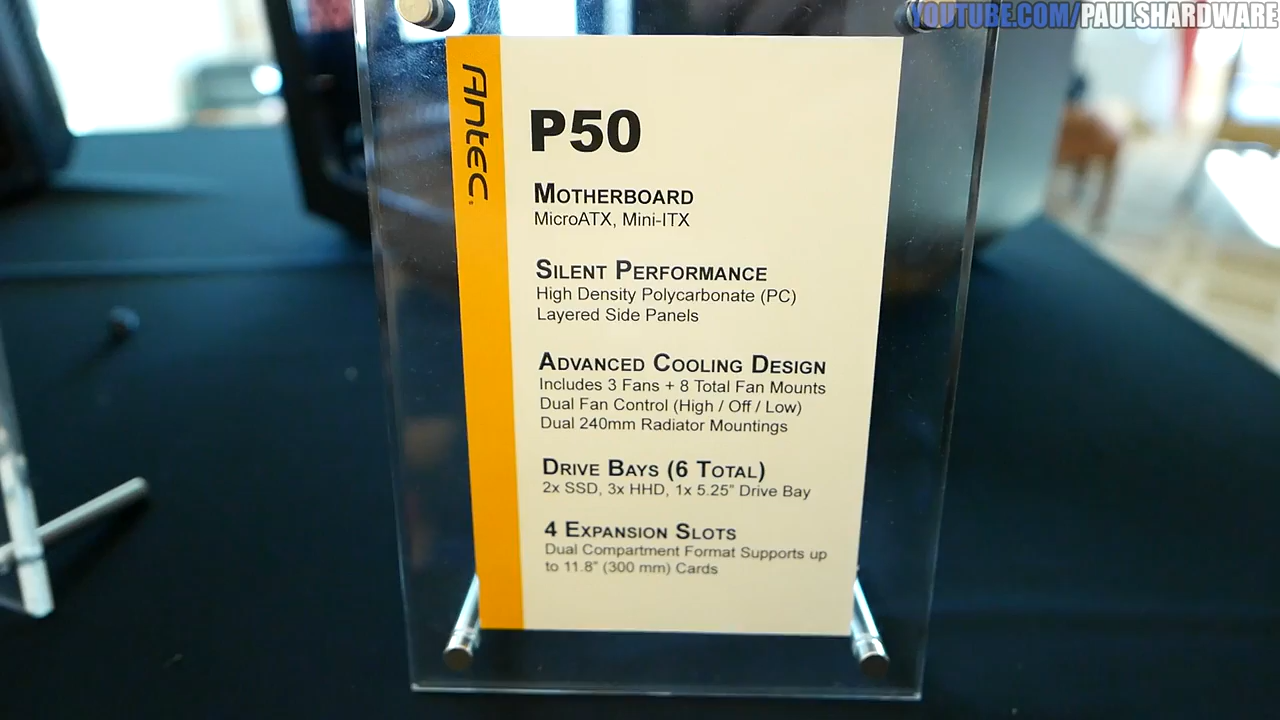 YOUTUBE.COM/PAULSHARDWARE
Antec
P50
MOTHERBOARD
MicroATX, Mini-ITX
SILENT PERFORMANCE
High Density Polycarbonate (PC)
Layered Side Panels
ADVANCED COOLING DESIGN
Includes 3 Fans + 8 Total Fan Mounts
Dual Fan Control (High / Off / Low)
Dual 240mm Radiator Mountings
DRIVE BAYS (6 TOTAL)
2x SSD, 3x HHD, 1x 5.25" Drive Bay
4 EXPANSION SLOTS
Dual Compartment Format Supports up
to 11.8" (300 mm) Cards